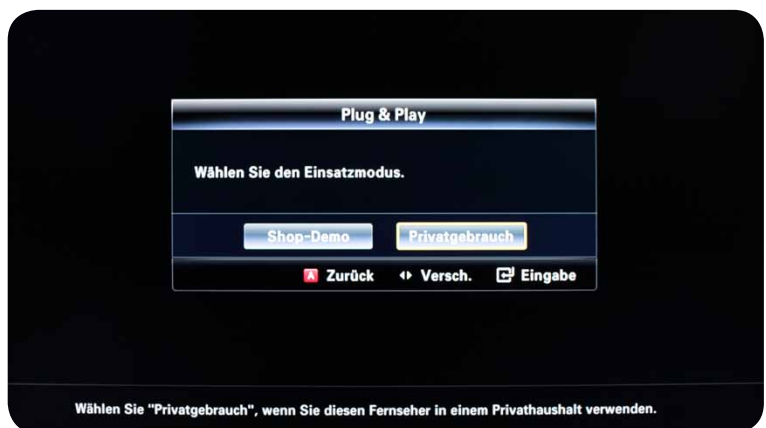 Plug & Play
Wählen Sie den Einsatzmodus.
Shop-Demo Privatgebrauch
A Zurück Versch. Eingabe
Wählen Sie "Privatgebrauch", wenn Sie diesen Fernseher in einem Privathaushalt verwenden.